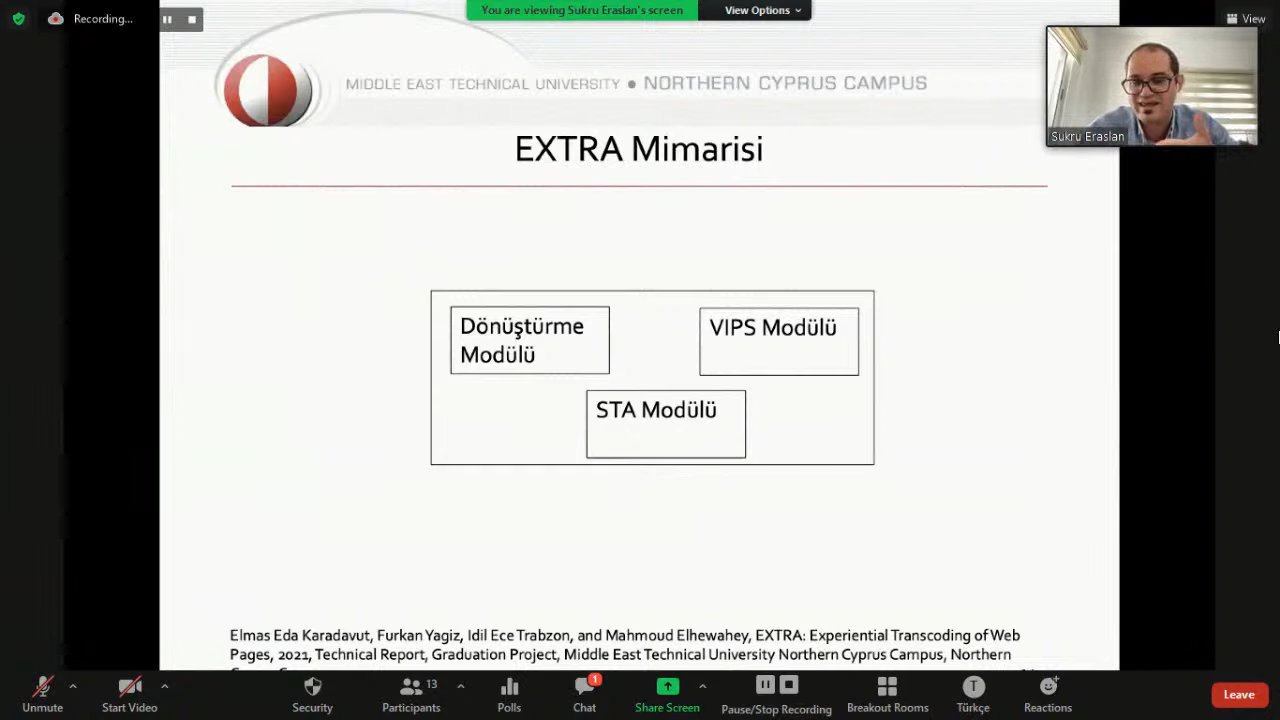 Recording...
You are viewing Sukru Eraslan's screen
View Options
View
MIDDLE EAST TECHNICAL UNIVERSITY ● NORTHERN CYPRUS CAMPUS
Sukru Eraslan
EXTRA Mimarisi
Dönüştürme
Modülü
VIPS Modülü
STA Modülü
Elmas Eda Karadavut, Furkan Yagiz, Idil Ece Trabzon, and Mahmoud Elhewahey, EXTRA: Experiential Transcoding of Web
Pages, 2021, Technical Report, Graduation Project, Middle East Technical University Northern Cyprus Campus, Northern
13
1
T
Unmute
Start Video
Security
Participants
Polls
Chat
Share Screen
Pause/Stop Recording
Breakout Rooms
Türkçe
Reactions
Leave